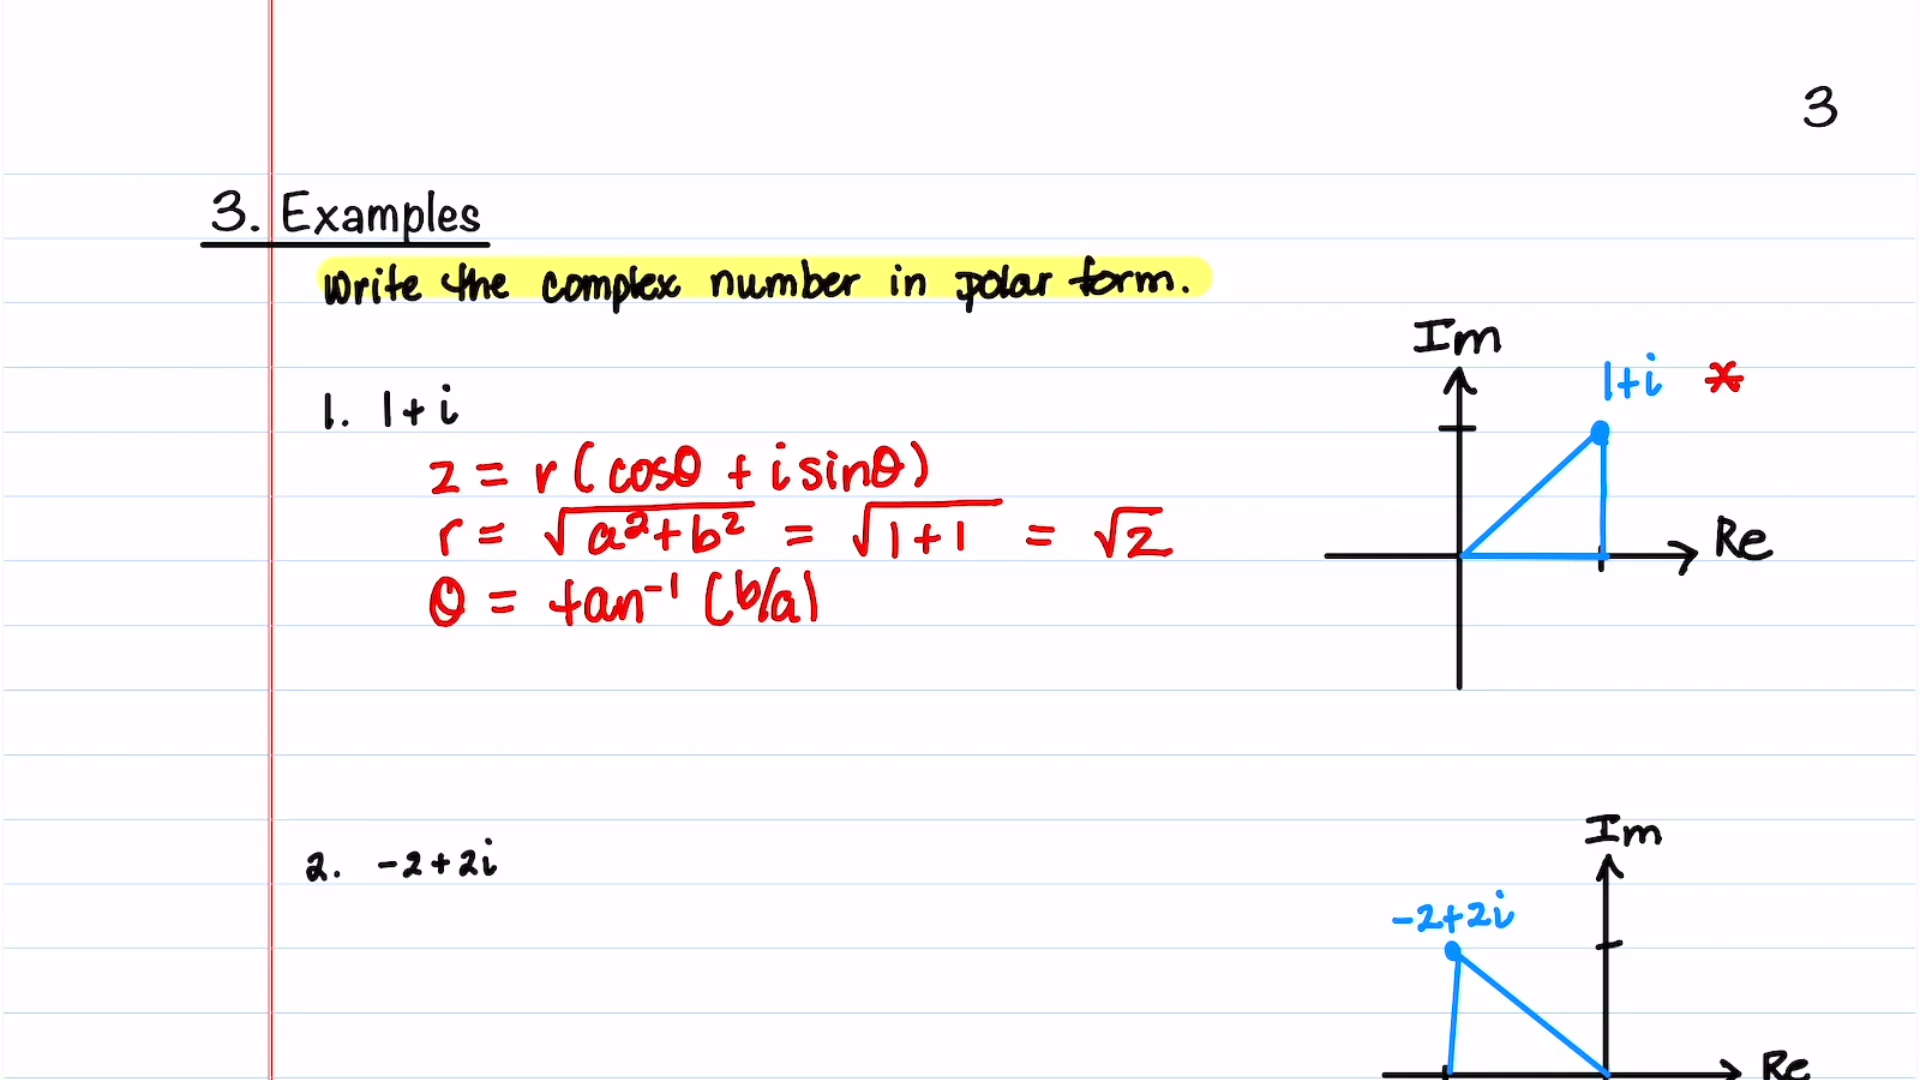 3
3. Examples
Write the complex number in polar form.
Im
1+i *
1. 1+i
z = r(cosθ + isinθ)
r = √a²+b² = √1+1 = √2
Re
θ = tan⁻¹ (b/a)
Im
2. -2+2i
-2+2i
Re